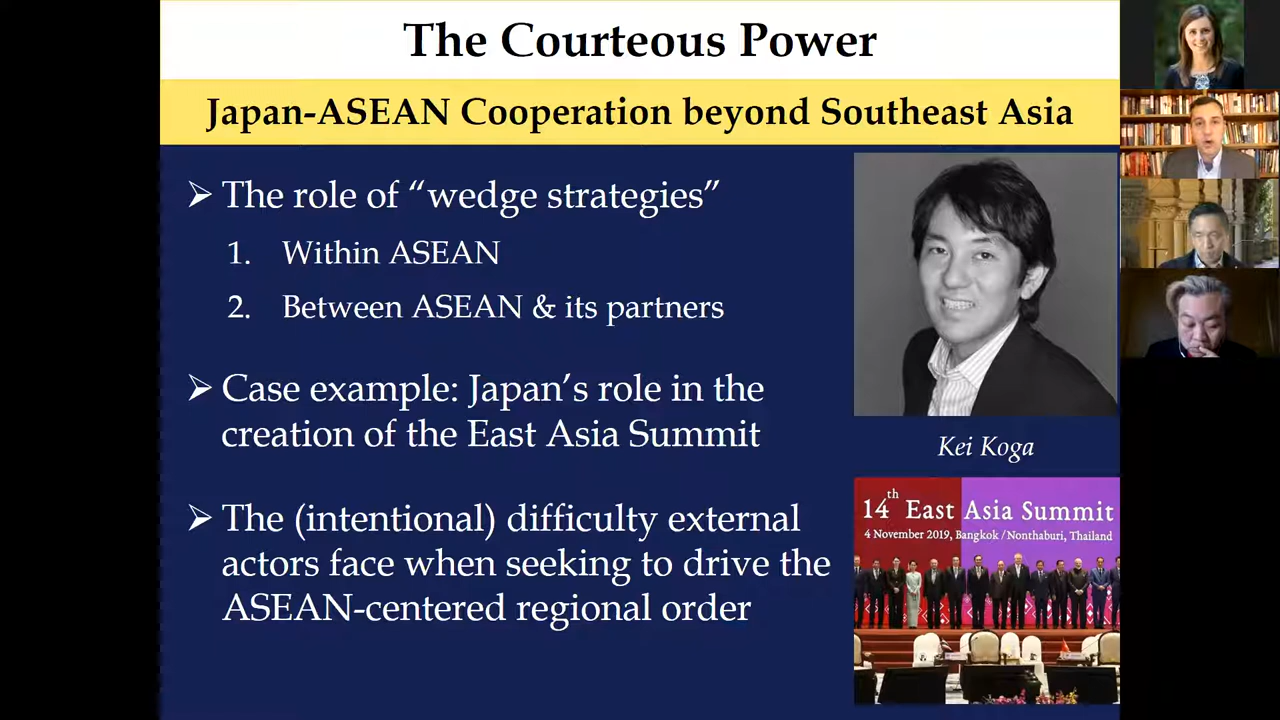 The Courteous Power
Japan-ASEAN Cooperation beyond Southeast Asia
➢ The role of “wedge strategies”
1. Within ASEAN
2. Between ASEAN & its partners
➢ Case example: Japan’s role in the
creation of the East Asia Summit
➢ The (intentional) difficulty external
actors face when seeking to drive the
ASEAN-centered regional order
Kei Koga
14th East Asia Summit
4 November 2019, Bangkok / Nonthaburi, Thailand